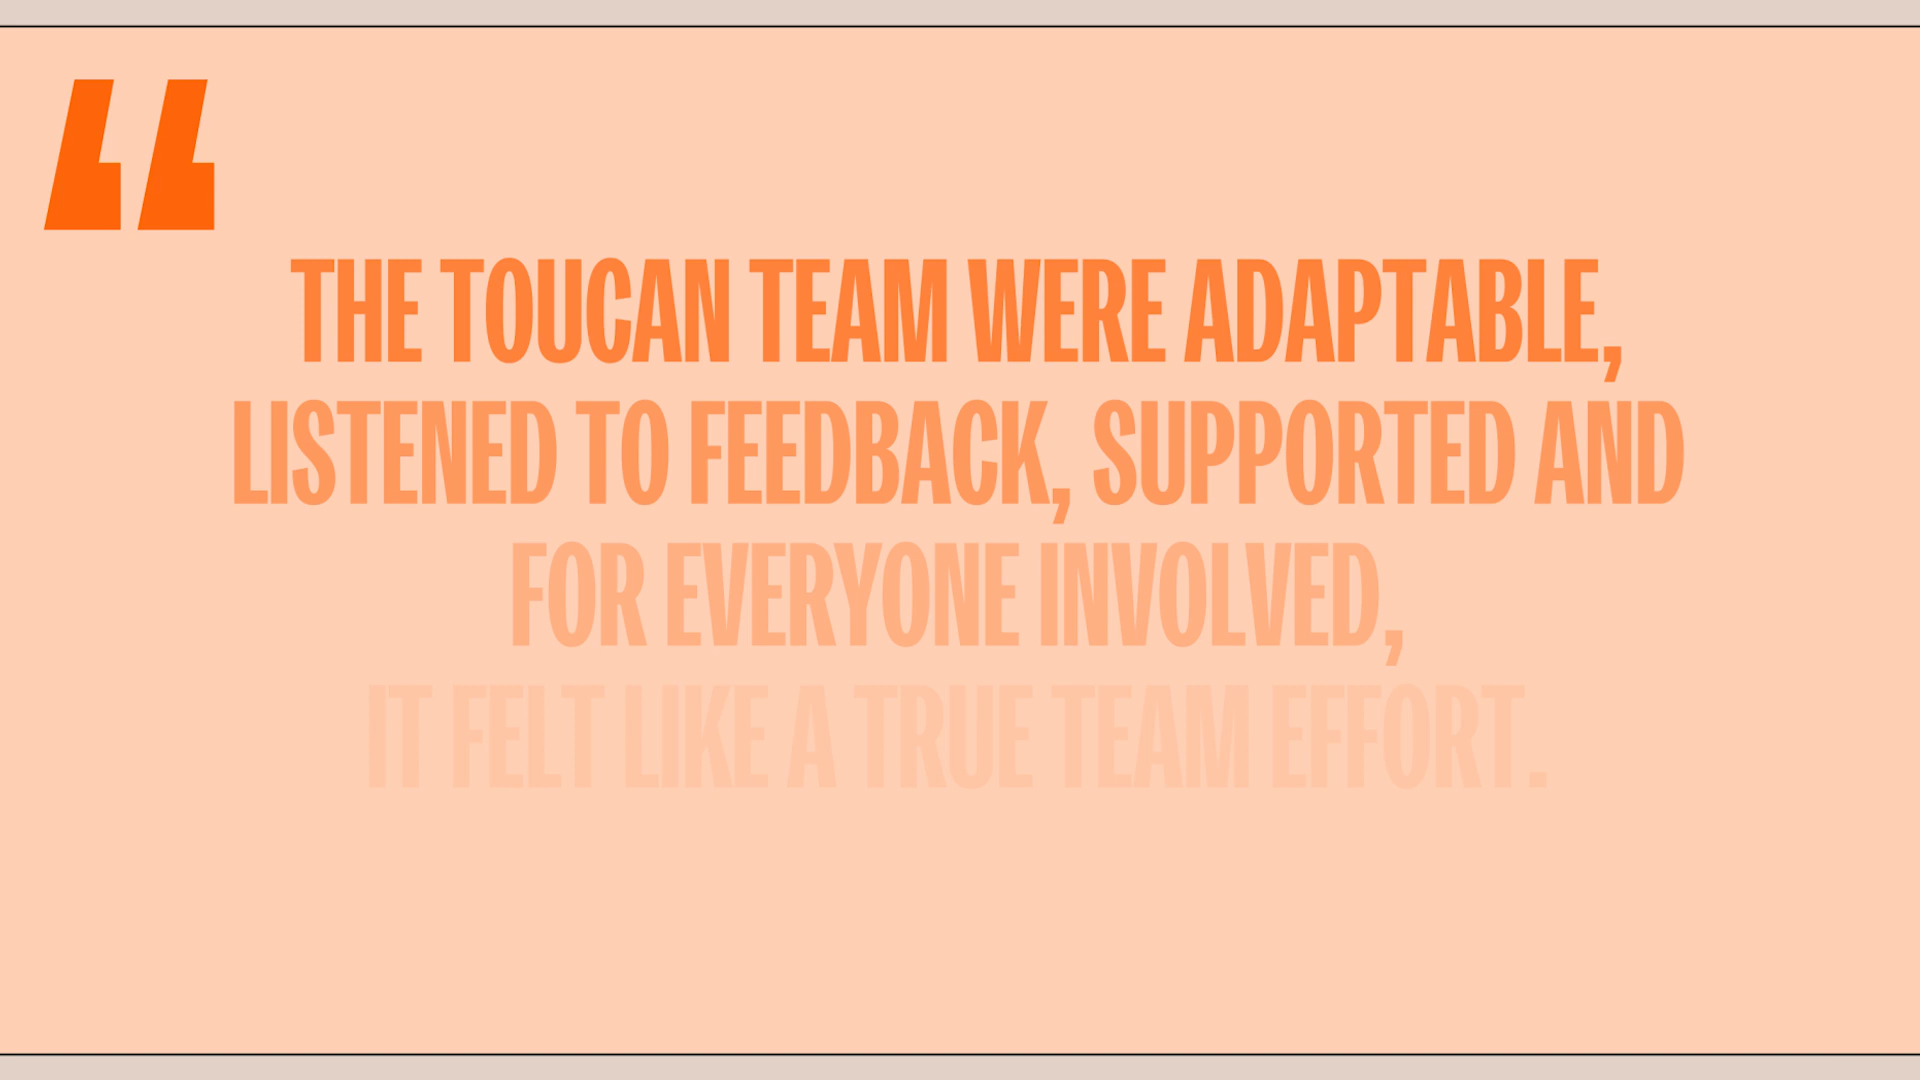 “
THE TOUCAN TEAM WERE ADAPTABLE,
LISTENED TO FEEDBACK, SUPPORTED AND
FOR EVERYONE INVOLVED,
IT FELT LIKE A TRUE TEAM EFFORT.